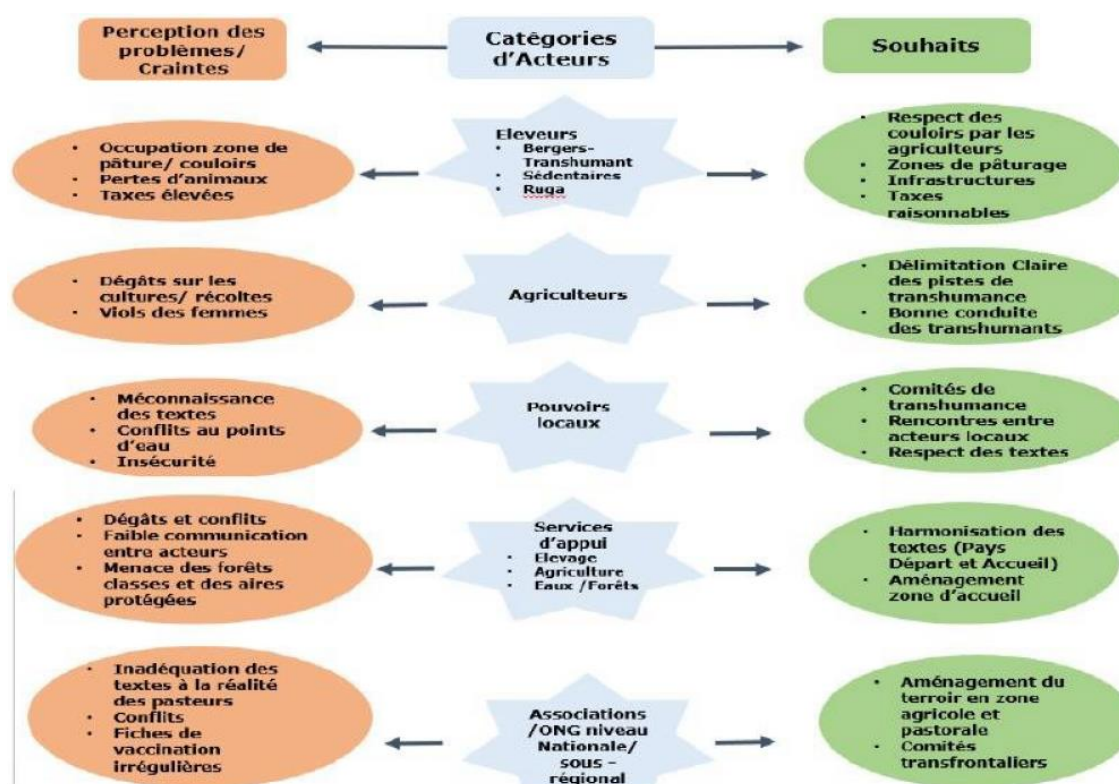 Perception des
problèmes/
Craintes
Catégories
d'Acteurs
Souhaits
• Occupation zone de
pâture/ couloirs
• Pertes d'animaux
• Taxes élevées
Eleveurs
• Bergers-
Transhumant
• Sédentaires
• Ruga
• Respect des
couloirs par les
agriculteurs
• Zones de pâturage
• Infrastructures
• Taxes
raisonnables
• Dégâts sur les
cultures/ récoltes
• Viols des femmes
Agriculteurs
• Délimitation Claire
des pistes de
transhumance
• Bonne conduite
des transhumants
• Méconnaissance
des textes
• Conflits au points
d'eau
• Insécurité
Pouvoirs
locaux
• Comités de
transhumance
• Rencontres entre
acteurs locaux
• Respect des textes
• Dégâts et conflits
• Faible communication
entre acteurs
• Menace des forêts
classes et des aires
protégées
Services
d'appui
• Elevage
• Agriculture
• Eaux /Forêts
• Harmonisation des
textes (Pays
Départ et Accueil)
• Aménagement
zone d'accueil
• Inadéquation des
textes à la réalité
des pasteurs
• Conflits
• Fiches de
vaccination
irrégulières
Associations
/ONG niveau
Nationale/
sous –
régional
• Aménagement du
terroir en zone
agricole et
pastorale
• Comités
transfrontaliers